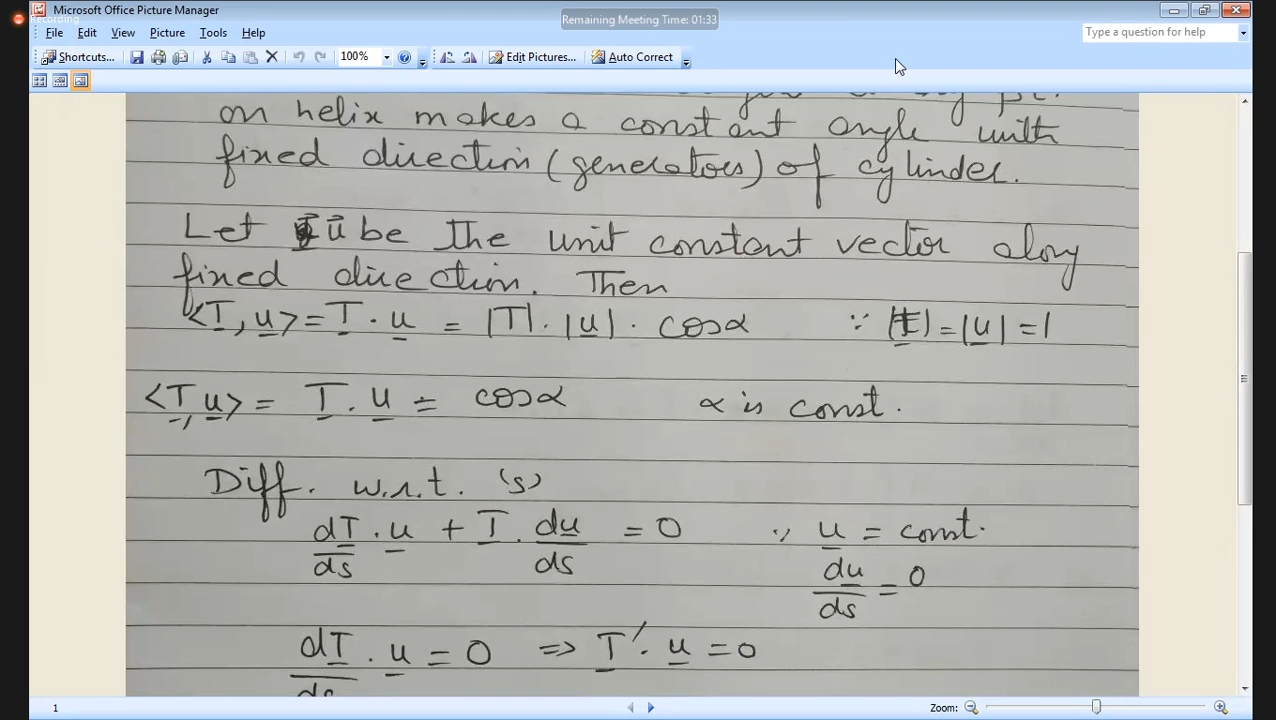 Recording
Microsoft Office Picture Manager
Remaining Meeting Time: 01:33
File Edit View Picture Tools Help
Type a question for help
Shortcuts... 100% Edit Pictures... Auto Correct
on helix makes a constant angle with
fixed direction (generators) of cylinder.
Let ū be the unit constant vector along
fixed direction. Then
<T, u> = T . u = |T| . |u| . cosα ∵ |T| = |u| = 1
<T, u> = T . u = cosα α is const.
Diff. w.r.t. 's'
dT/ds . u + T . du/ds = 0 ∵ u = const.
du/ds = 0
dT/ds . u = 0 => T' . u = 0
1 Zoom: